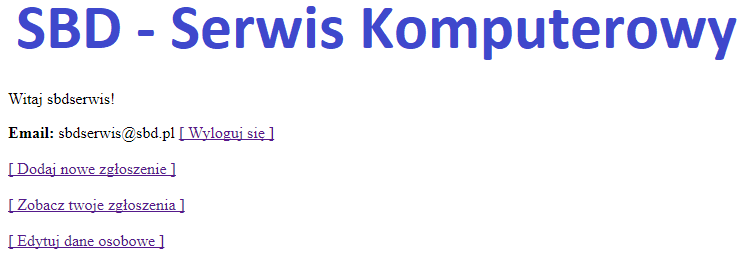 SBD - Serwis Komputerowy
Witaj sbdserwis!
Email: sbdserwis@sbd.pl [ Wyloguj się ]
[ Dodaj nowe zgłoszenie ]
[ Zobacz twoje zgłoszenia ]
[ Edytuj dane osobowe ]